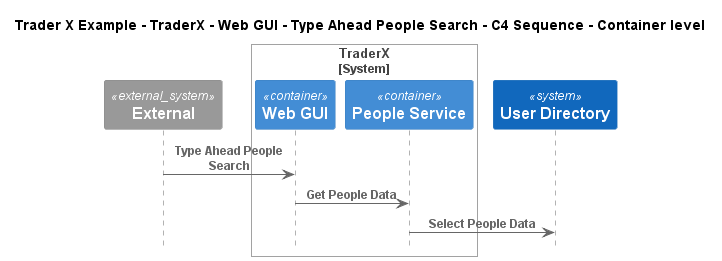 Trader X Example - TraderX - Web GUI - Type Ahead People Search - C4 Sequence - Container level
TraderX
[System]
«external_system»
External
«container»
Web GUI
«container»
People Service
«system»
User Directory
Type Ahead People
Search
Get People Data
Select People Data